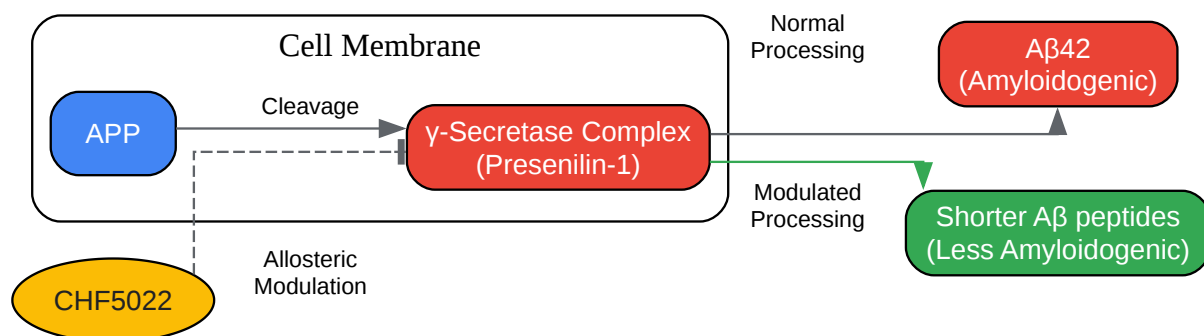 Cell Membrane
APP
Cleavage
γ-Secretase Complex
(Presenilin-1)
Normal
Processing
Aβ42
(Amyloidogenic)
Modulated
Processing
Shorter Aβ peptides
(Less Amyloidogenic)
Allosteric
Modulation
CHF5022